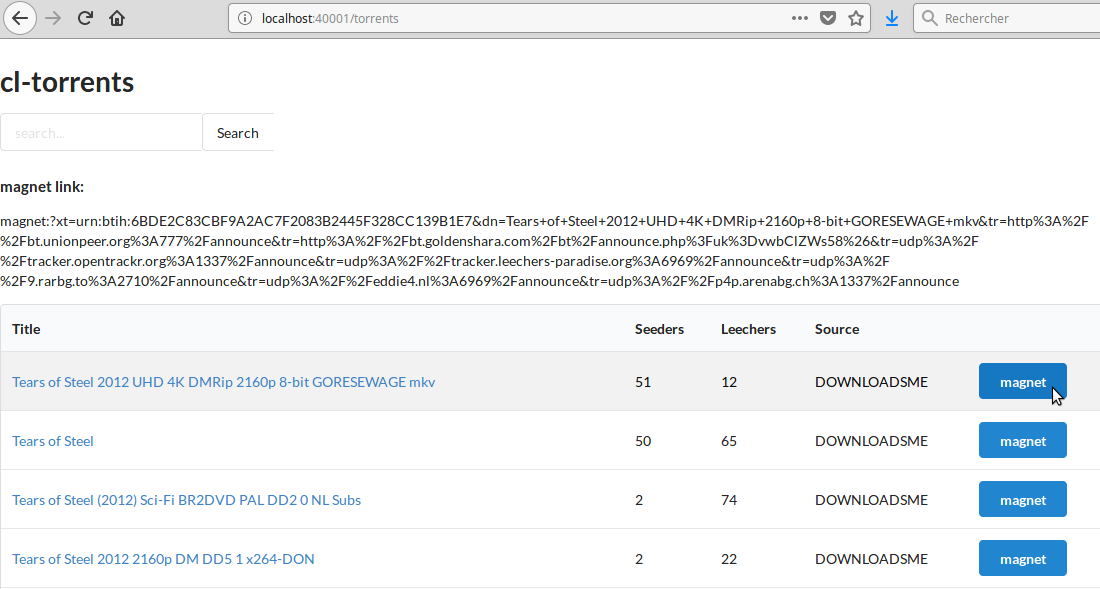 localhost:40001/torrents
Rechercher
cl-torrents
search...
Search
magnet link:
magnet:?xt=urn:btih:6BDE2C83CBF9A2AC7F2083B2445F328CC139B1E7&dn=Tears+of+Steel+2012+UHD+4K+DMRip+2160p+8-bit+GORESEWAGE+mkv&tr=http%3A%2F
%2Fbt.unionpeer.org%3A777%2Fannounce&tr=http%3A%2F%2Fbt.goldenshara.com%2Fbt%2Fannounce.php%3Fuk%3DvwbCIZWs58%26&tr=udp%3A%2F
%2Ftracker.opentrackr.org%3A1337%2Fannounce&tr=udp%3A%2F%2Ftracker.leechers-paradise.org%3A6969%2Fannounce&tr=udp%3A%2F
%2F9.rarbg.to%3A2710%2Fannounce&tr=udp%3A%2F%2Feddie4.nl%3A6969%2Fannounce&tr=udp%3A%2F%2Fp4p.arenabg.ch%3A1337%2Fannounce
Title Seeders Leechers Source
Tears of Steel 2012 UHD 4K DMRip 2160p 8-bit GORESEWAGE mkv 51 12 DOWNLOADSME magnet
Tears of Steel 50 65 DOWNLOADSME magnet
Tears of Steel (2012) Sci-Fi BR2DVD PAL DD2 0 NL Subs 2 74 DOWNLOADSME magnet
Tears of Steel 2012 2160p DM DD5 1 x264-DON 2 22 DOWNLOADSME magnet